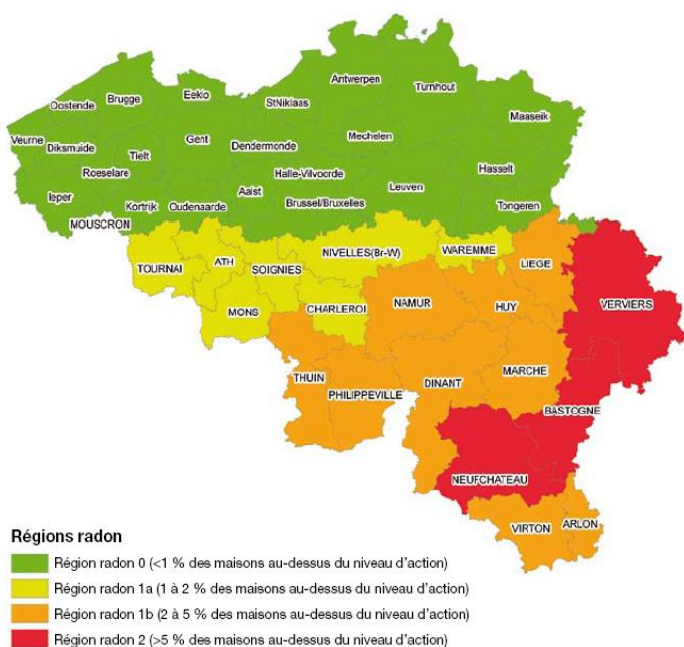 Antwerpen
Turnhout
Eeklo
Brugge
Oostende
StNiklaas
Maaseik
Veurne
Gent
Mechelen
Diksmuide
Tielt
Dendermonde
Roeselare
Halle-Vilvoorde
Hasselt
Ieper
Aalst
Leuven
Kortrijk
Oudenaarde
Brussel/Bruxelles
Tongeren
MOUSCRON
NIVELLES(Br-W)
WAREMME
TOURNAI
ATH
SOIGNIES
LIEGE
MONS
CHARLEROI
NAMUR
HUY
VERVIERS
THUIN
MARCHE
PHILIPPEVILLE
DINANT
BASTOGNE
NEUFCHATEAU
VIRTON
ARLON
Régions radon
Région radon 0 (<1 % des maisons au-dessus du niveau d'action)
Région radon 1a (1 à 2 % des maisons au-dessus du niveau d'action)
Région radon 1b (2 à 5 % des maisons au-dessus du niveau d'action)
Région radon 2 (>5 % des maisons au-dessus du niveau d'action)